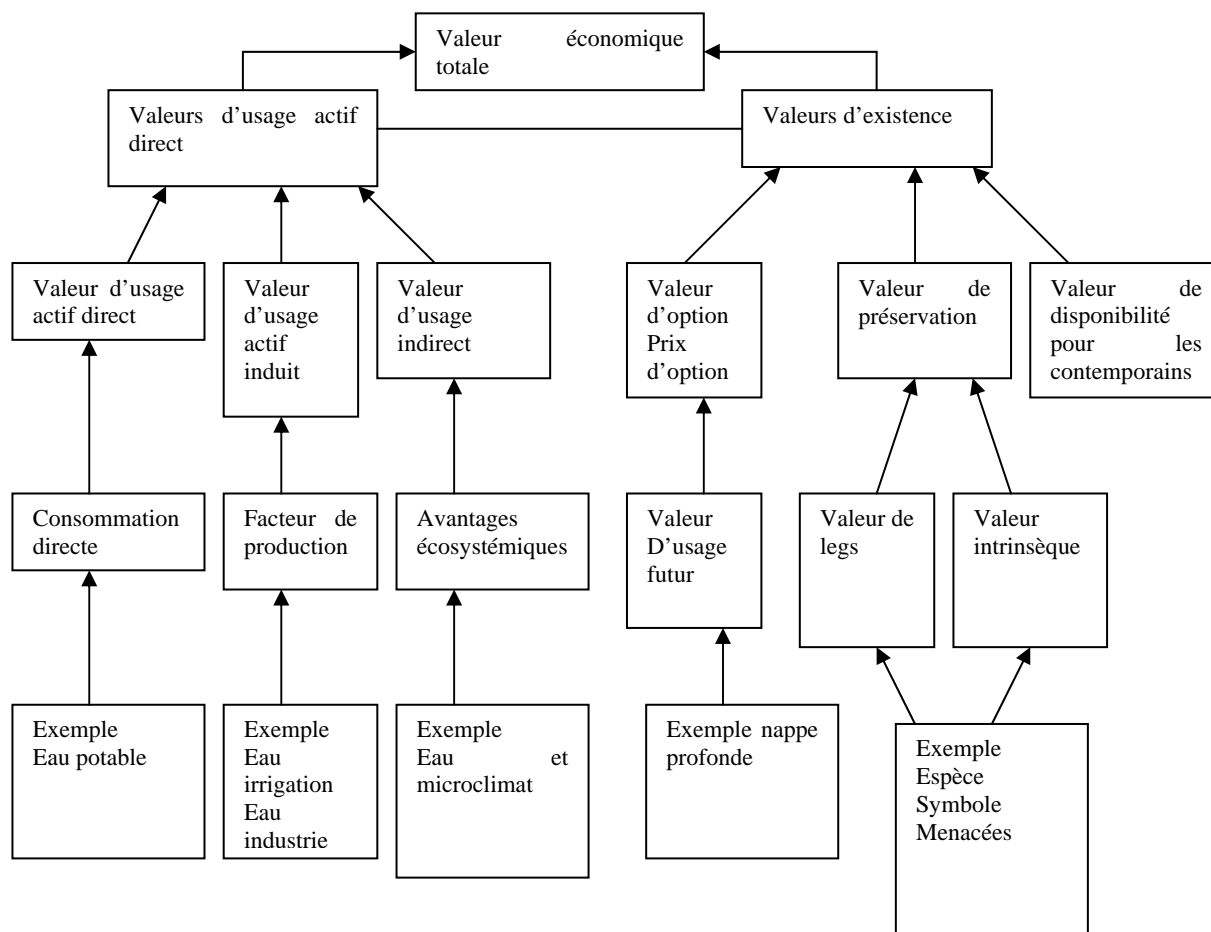 Valeur économique
totale
Valeurs d’usage actif
direct
Valeurs d’existence
Valeur d’usage
actif direct
Valeur
d’usage
actif
induit
Valeur
d’usage
indirect
Valeur
d’option
Prix
d’option
Valeur de
préservation
Valeur de
disponibilité
pour les
contemporains
Consommation
directe
Facteur de
production
Avantages
écosystémiques
Valeur
D’usage
futur
Valeur de
legs
Valeur
intrinsèque
Exemple
Eau potable
Exemple
Eau
irrigation
Eau
industrie
Exemple
Eau et
microclimat
Exemple nappe
profonde
Exemple
Espèce
Symbole
Menacées